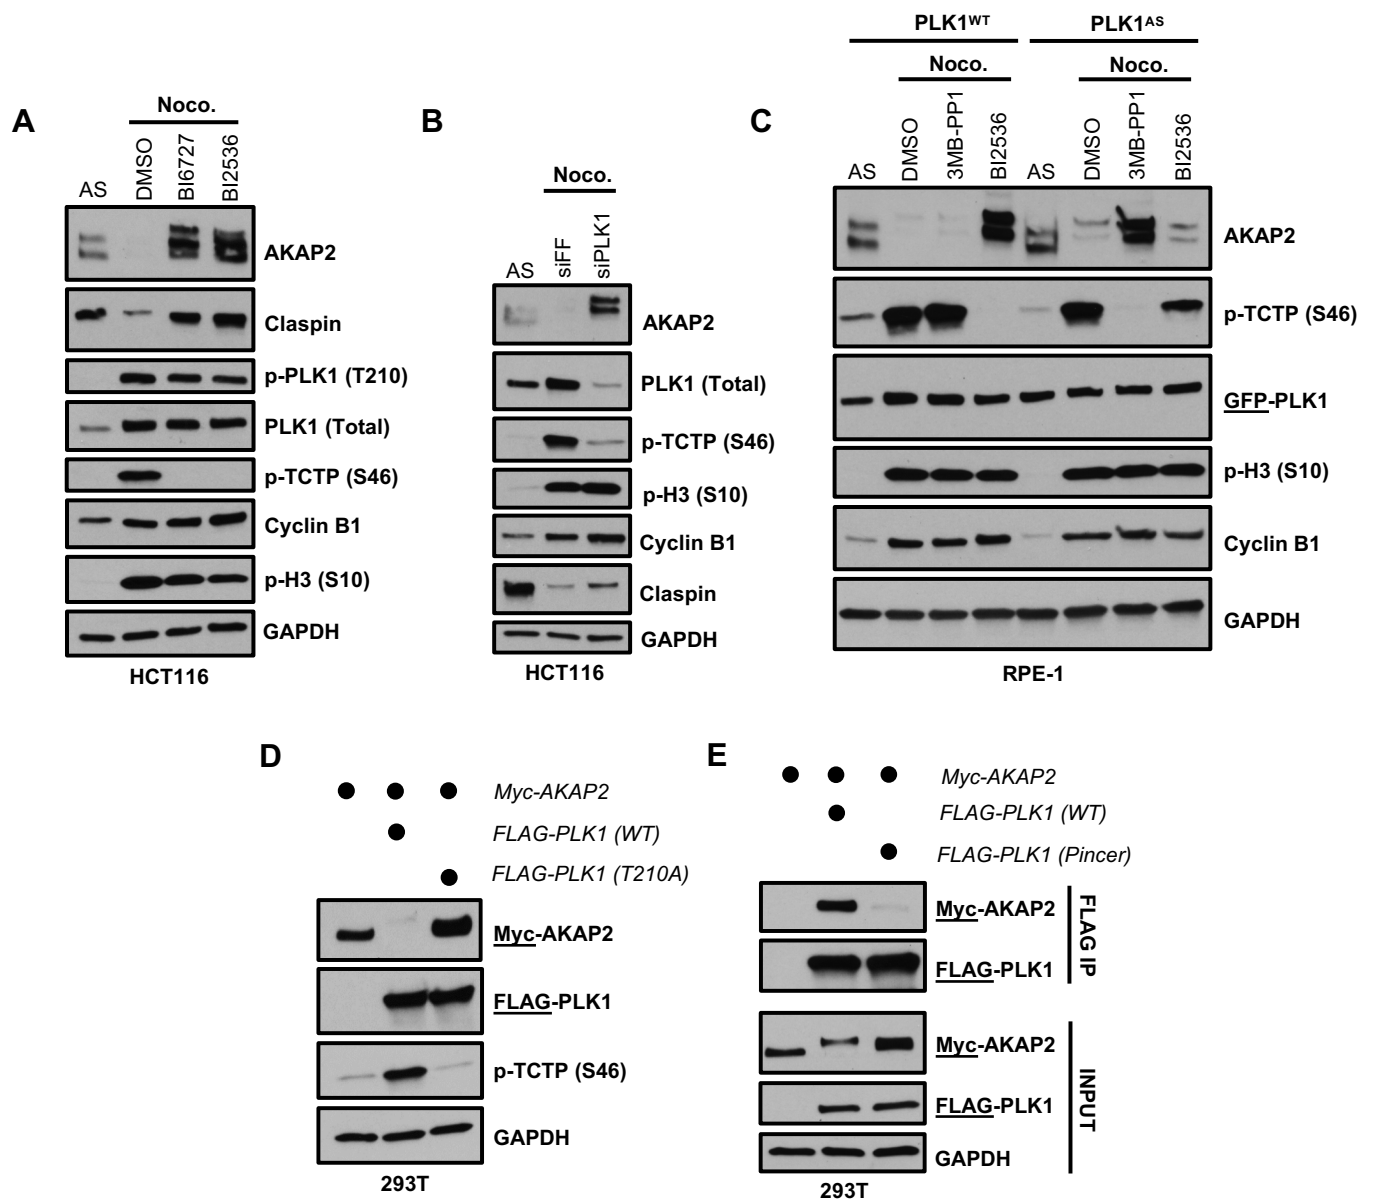 A
Noco.
AS
DMSO
BI6727
BI2536
AKAP2
Claspin
p-PLK1 (T210)
PLK1 (Total)
p-TCTP (S46)
Cyclin B1
p-H3 (S10)
GAPDH
HCT116
B
Noco.
AS
siFF
siPLK1
AKAP2
PLK1 (Total)
p-TCTP (S46)
p-H3 (S10)
Cyclin B1
Claspin
GAPDH
HCT116
C
PLK1ᵂᵀ
PLK1ᴬˢ
Noco.
Noco.
AS
DMSO
3MB-PP1
BI2536
AS
DMSO
3MB-PP1
BI2536
AKAP2
p-TCTP (S46)
GFP-PLK1
p-H3 (S10)
Cyclin B1
GAPDH
RPE-1
D
Myc-AKAP2
FLAG-PLK1 (WT)
FLAG-PLK1 (T210A)
Myc-AKAP2
FLAG-PLK1
p-TCTP (S46)
GAPDH
293T
E
Myc-AKAP2
FLAG-PLK1 (WT)
FLAG-PLK1 (Pincer)
Myc-AKAP2
FLAG-PLK1
FLAG IP
Myc-AKAP2
FLAG-PLK1
GAPDH
INPUT
293T